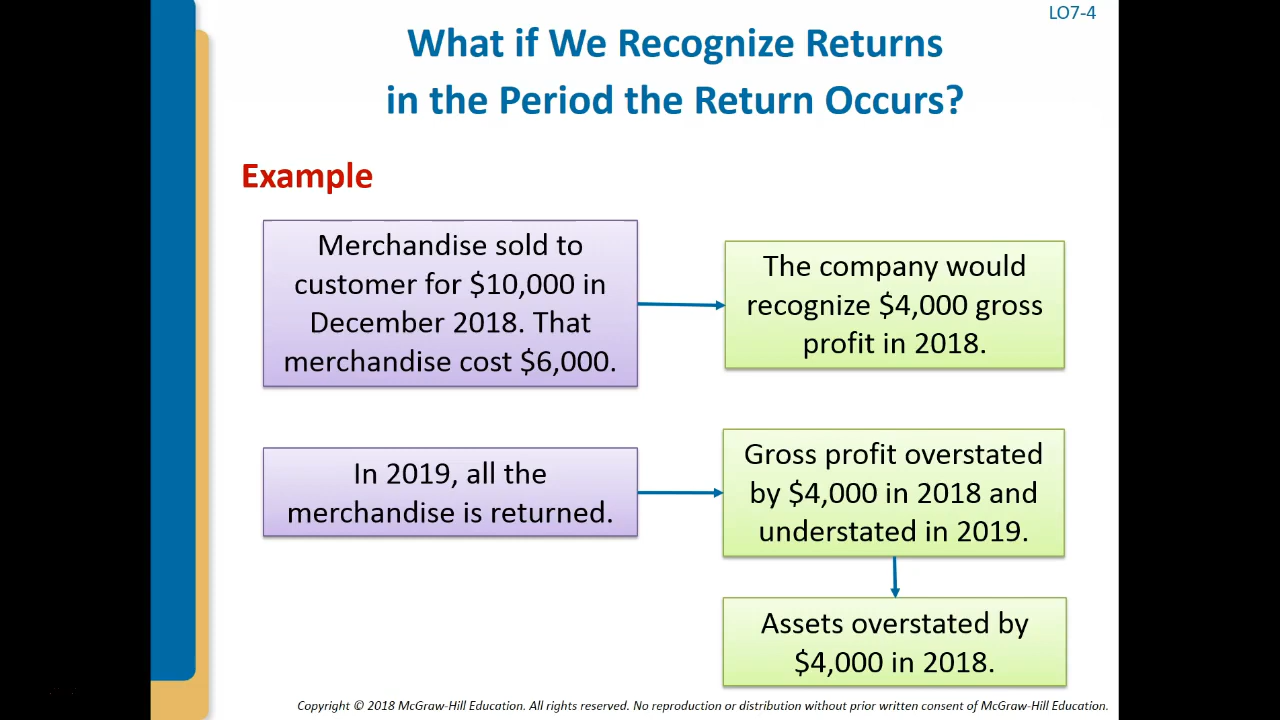 LO7-4
What if We Recognize Returns
in the Period the Return Occurs?
Example
Merchandise sold to
customer for $10,000 in
December 2018. That
merchandise cost $6,000.
The company would
recognize $4,000 gross
profit in 2018.
In 2019, all the
merchandise is returned.
Gross profit overstated
by $4,000 in 2018 and
understated in 2019.
Assets overstated by
$4,000 in 2018.
Copyright © 2018 McGraw-Hill Education. All rights reserved. No reproduction or distribution without prior written consent of McGraw-Hill Education.